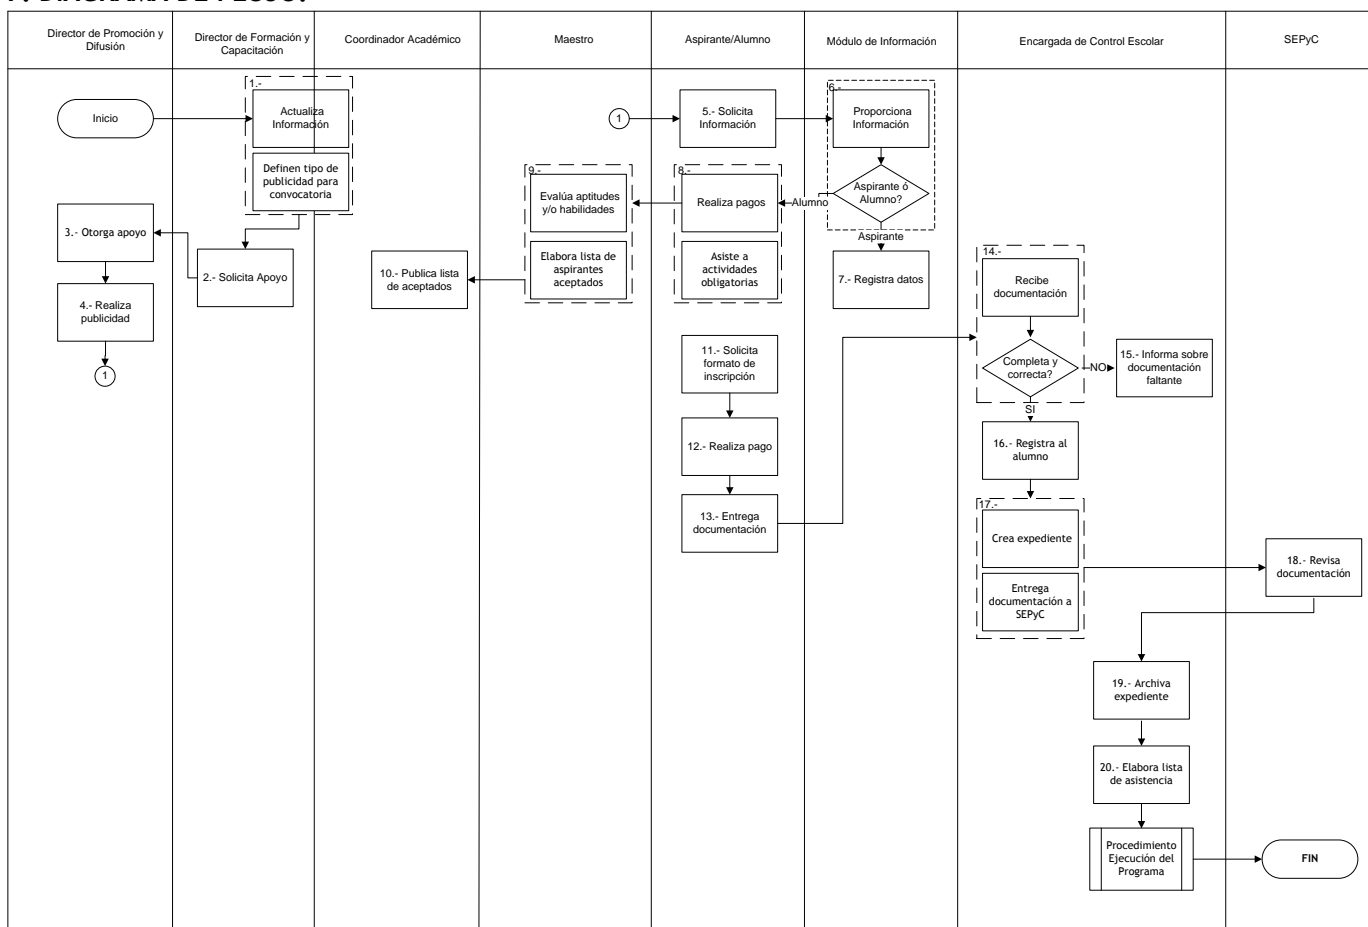 Director de Promoción y
Difusión
Director de Formación y
Capacitación
Coordinador Académico
Maestro
Aspirante/Alumno
Módulo de Información
Encargada de Control Escolar
SEPyC
Inicio
1.-
Actualiza
Información
Definen tipo de
publicidad para
convocatoria
2.- Solicita Apoyo
3.- Otorga apoyo
4.- Realiza
publicidad
1
1
5.- Solicita
Información
6.-
Proporciona
Información
Aspirante ó
Alumno?
Alumno
Aspirante
7.- Registra datos
8.-
Realiza pagos
Asiste a
actividades
obligatorias
9.-
Evalúa aptitudes
y/o habilidades
Elabora lista de
aspirantes
aceptados
10.- Publica lista
de aceptados
11.- Solicita
formato de
inscripción
12.- Realiza pago
13.- Entrega
documentación
14.-
Recibe
documentación
Completa y
correcta?
NO
SI
15.- Informa sobre
documentación
faltante
16.- Registra al
alumno
17.-
Crea expediente
Entrega
documentación a
SEPyC
18.- Revisa
documentación
19.- Archiva
expediente
20.- Elabora lista
de asistencia
Procedimiento
Ejecución del
Programa
FIN